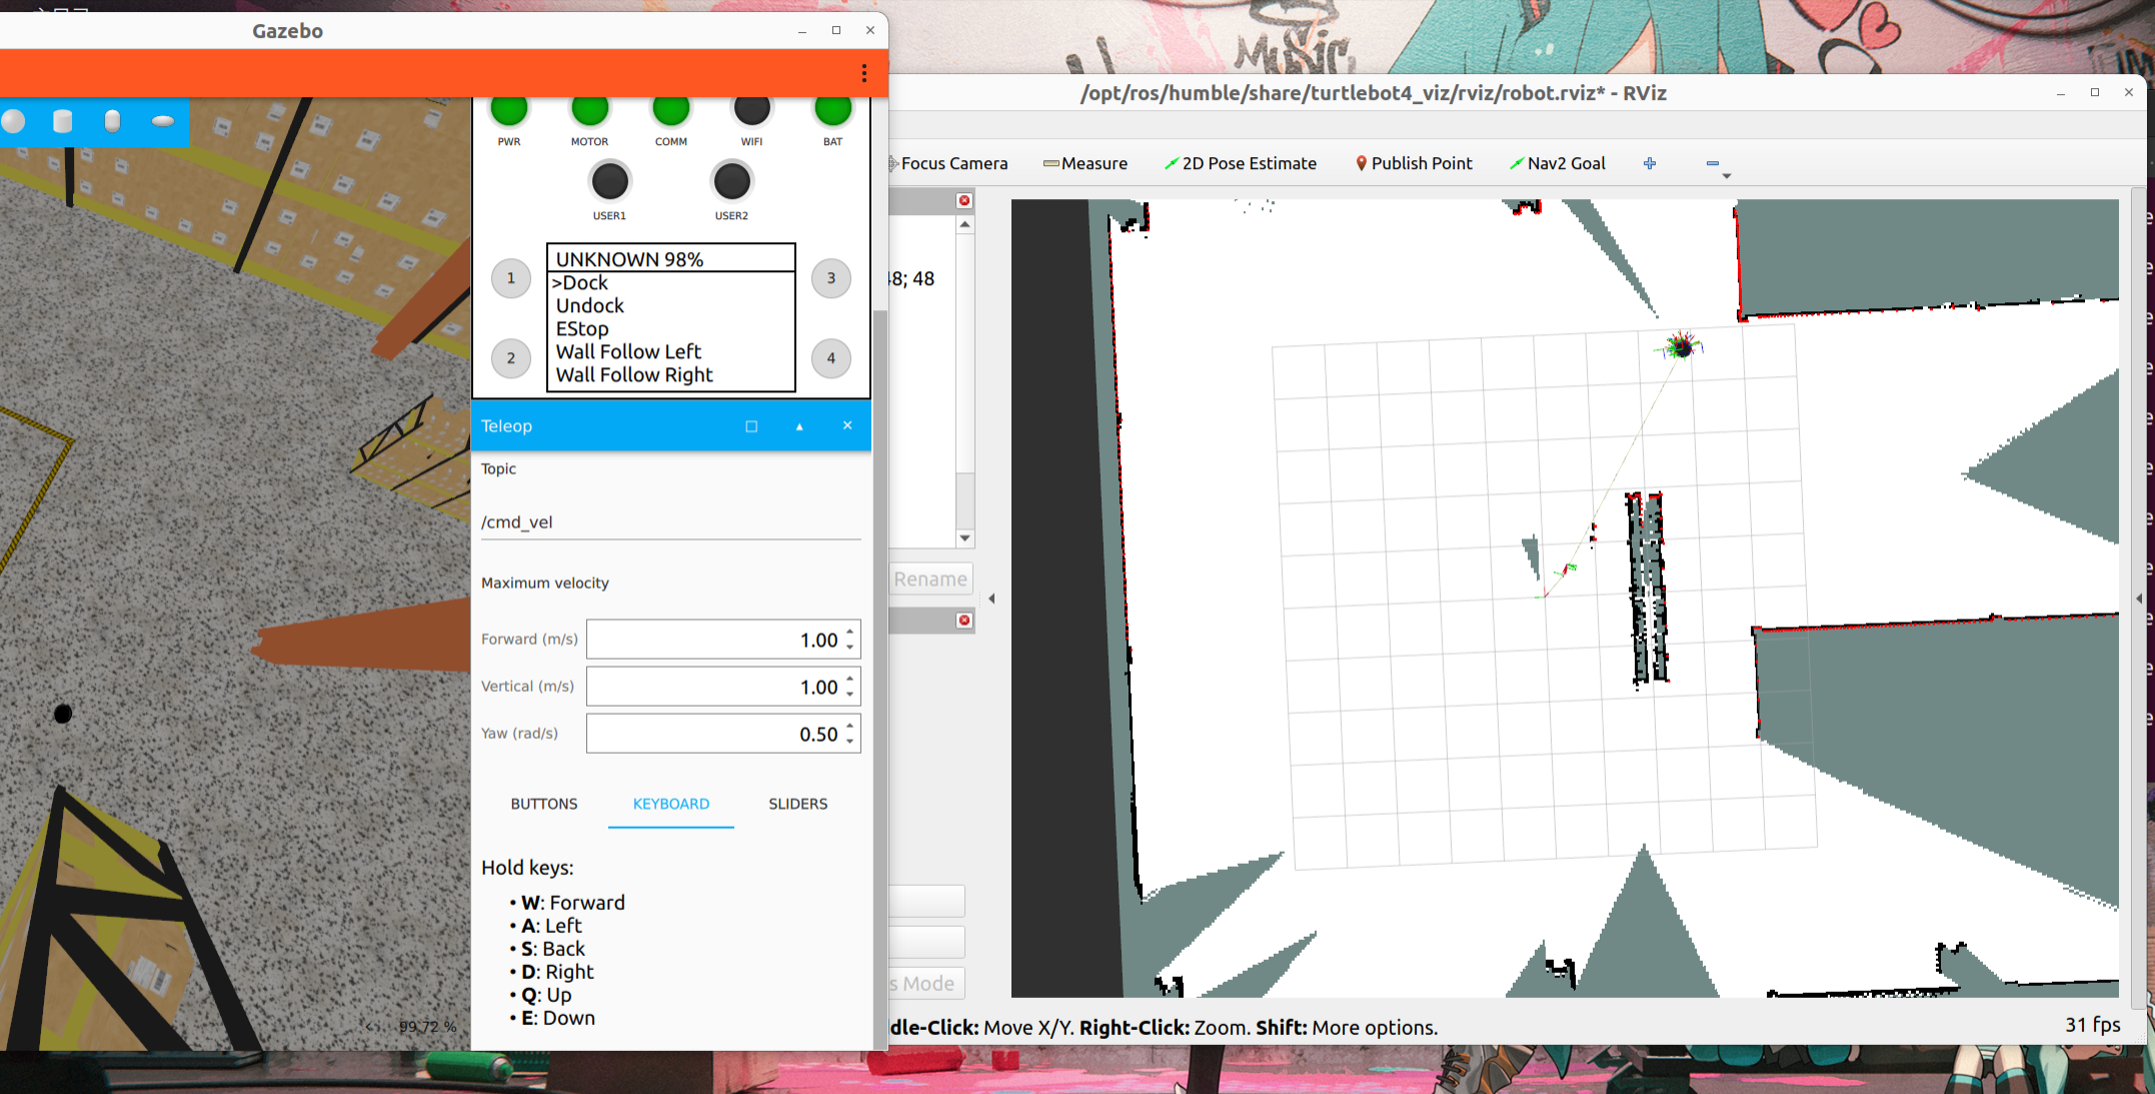 Gazebo
PWR
MOTOR
COMM
WIFI
BAT
USER1
USER2
1
2
3
4
UNKNOWN 98%
>Dock
Undock
EStop
Wall Follow Left
Wall Follow Right
Teleop
Topic
/cmd_vel
Maximum velocity
Forward (m/s)
1.00
Vertical (m/s)
1.00
Yaw (rad/s)
0.50
BUTTONS
KEYBOARD
SLIDERS
Hold keys:
• W: Forward
• A: Left
• S: Back
• D: Right
• Q: Up
• E: Down
99.72 %
MUSIC
/opt/ros/humble/share/turtlebot4_viz/rviz/robot.rviz* - RViz
Focus Camera
Measure
2D Pose Estimate
Publish Point
Nav2 Goal
48; 48
Rename
s Mode
ddle-Click: Move X/Y. Right-Click: Zoom. Shift: More options.
31 fps